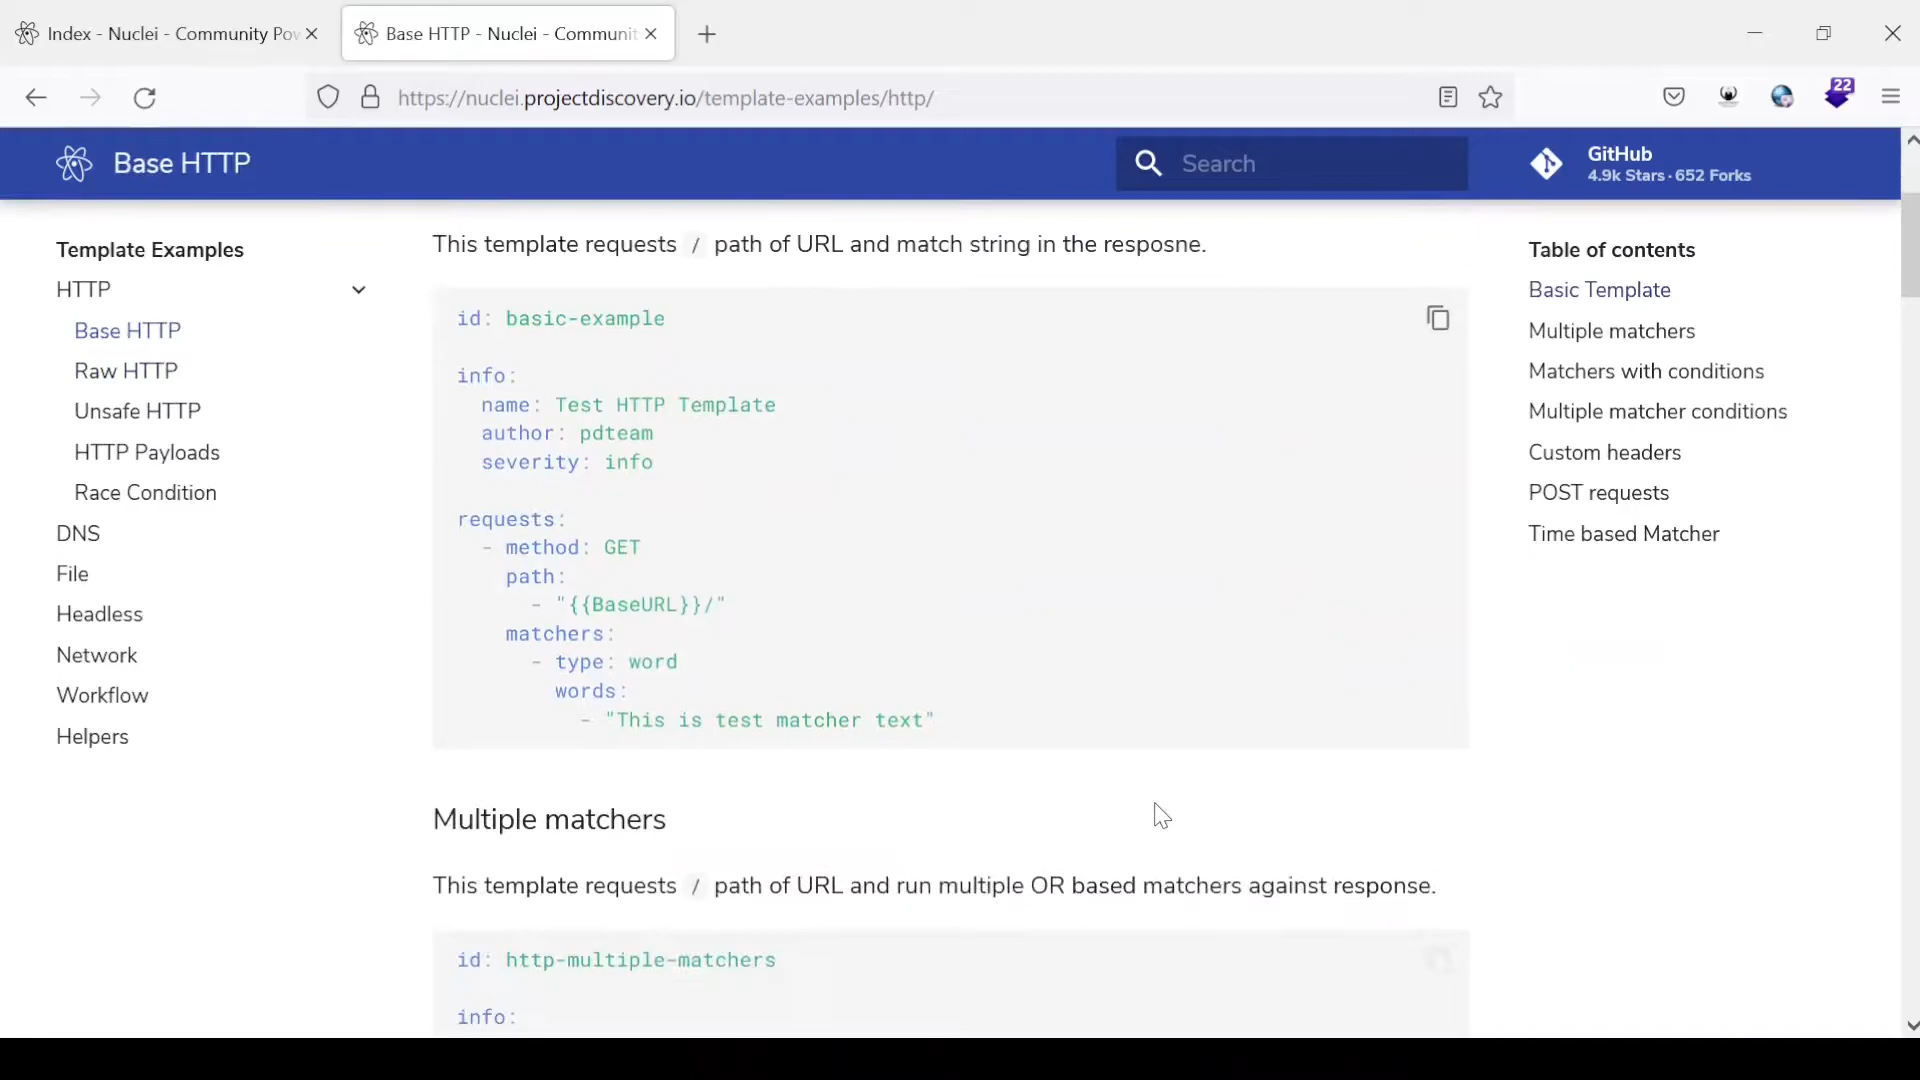 Index - Nuclei - Community Pov
Base HTTP - Nuclei - Communit
https://nuclei.projectdiscovery.io/template-examples/http/
22
Base HTTP
Search
GitHub
4.9k Stars · 652 Forks
Template Examples
HTTP
Base HTTP
Raw HTTP
Unsafe HTTP
HTTP Payloads
Race Condition
DNS
File
Headless
Network
Workflow
Helpers
This template requests / path of URL and match string in the resposne.
id: basic-example
info:
name: Test HTTP Template
author: pdteam
severity: info
requests:
- method: GET
path:
- "{{BaseURL}}/"
matchers:
- type: word
words:
- "This is test matcher text"
Multiple matchers
This template requests / path of URL and run multiple OR based matchers against response.
id: http-multiple-matchers
info:
Table of contents
Basic Template
Multiple matchers
Matchers with conditions
Multiple matcher conditions
Custom headers
POST requests
Time based Matcher